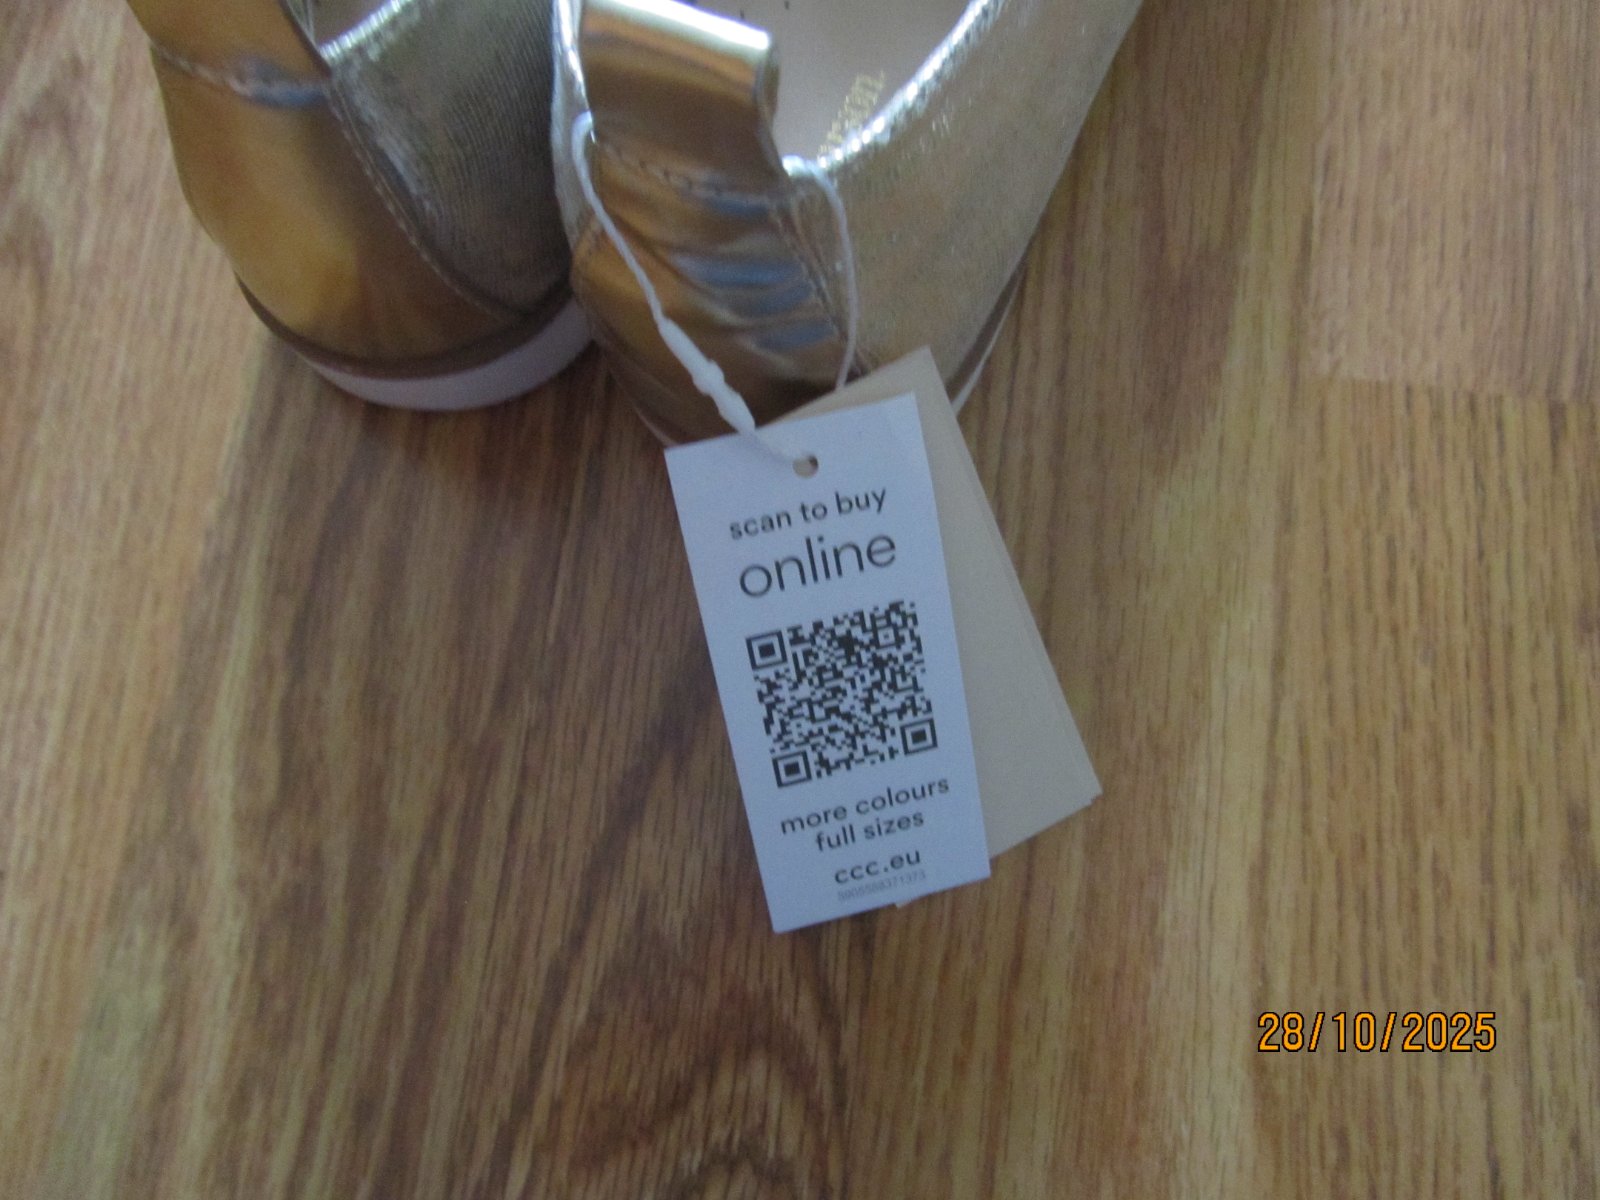 scan to buy
online
more colours
full sizes
ccc.eu
28/10/2025